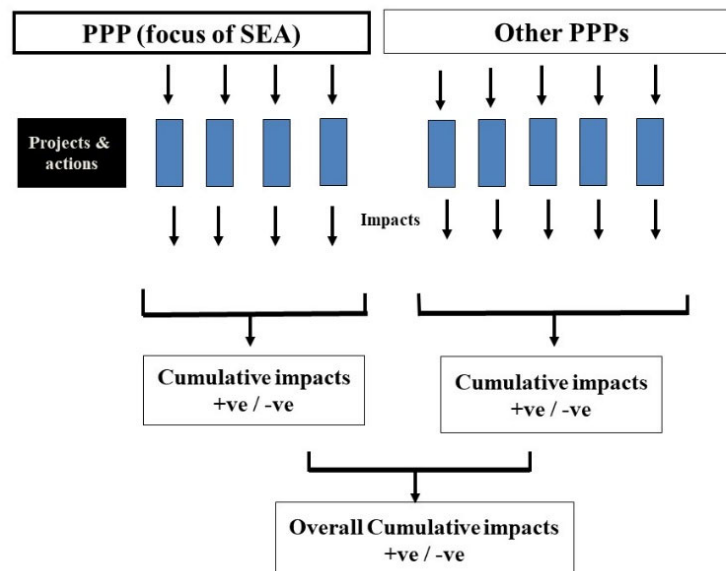 PPP (focus of SEA)
Other PPPs
Projects &
actions
Impacts
Cumulative impacts
+ve / -ve
Cumulative impacts
+ve / -ve
Overall Cumulative impacts
+ve / -ve